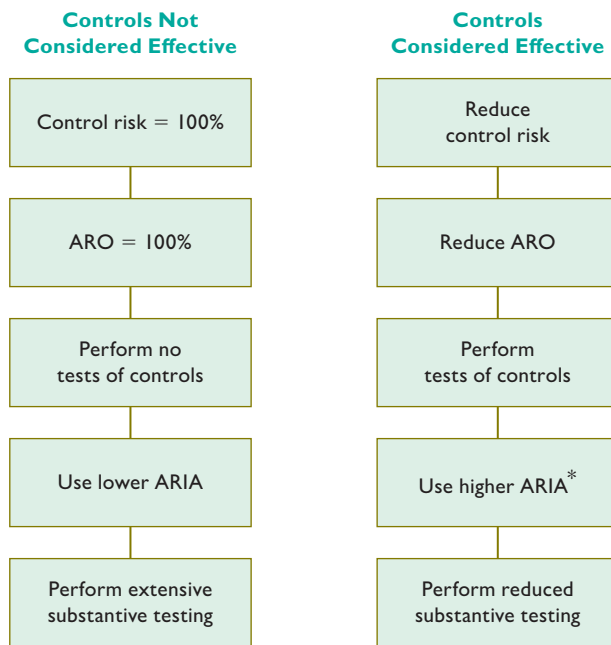 Controls Not
Considered Effective
Control risk = 100%
ARO = 100%
Perform no
tests of controls
Use lower ARIA
Perform extensive
substantive testing
Controls
Considered Effective
Reduce
control risk
Reduce ARO
Perform
tests of controls
Use higher ARIA*
Perform reduced
substantive testing